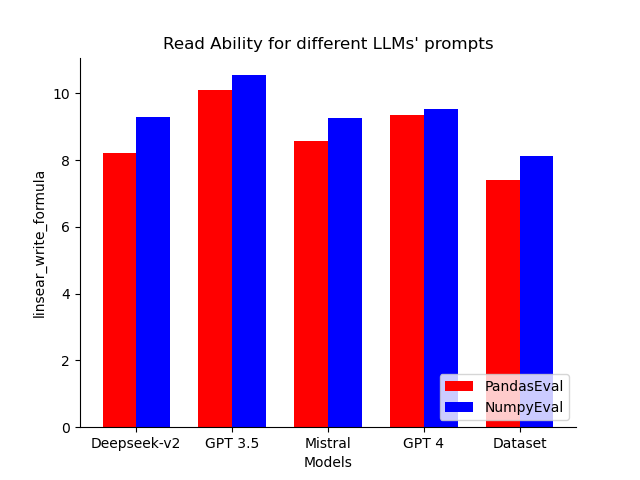 Read Ability for different LLMs' prompts
linsear_write_formula
10
8
6
4
2
0
PandasEval
NumpyEval
Deepseek-v2 GPT 3.5 Mistral GPT 4 Dataset
Models